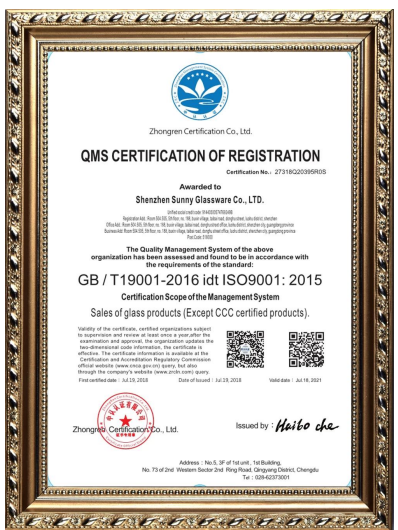 Zhongren Certification Co., Ltd.
QMS CERTIFICATION OF REGISTRATION
Certification No.: 27318Q20395R0S
Awarded to
Shenzhen Sunny Glassware Co., LTD.
The Quality Management System of the above
organization has been assessed and found to be in accordance with
the requirements of the standard:
GB / T19001-2016 idt ISO9001: 2015
Certification Scope of the Management System
Sales of glass products (Except CCC certified products).
Validity of the certificate, certified organizations subject
to supervision and review at least once a year,after the
examination and approval, the organization updates the
two-dimensional code information, the certificate is
effective. The certificate information is available at the
Certification and Accreditation Regulatory Commission
official website (www.cnca.gov.cn) query, but also
through the company's website (www.zrcln.com) query.
First certified date : Jul.19, 2018 Date of Issued : Jul.19, 2018 Valid date : Jul.18, 2021
Zhongren Certification Co., Ltd.
Issued by : Haibo che
Address : No.5, 3F of 1st unit , 1st Building,
No. 73 of 2nd Western Sector 2nd Ring Road, Qingyang District, Chengdu
Tel : 028-62373001